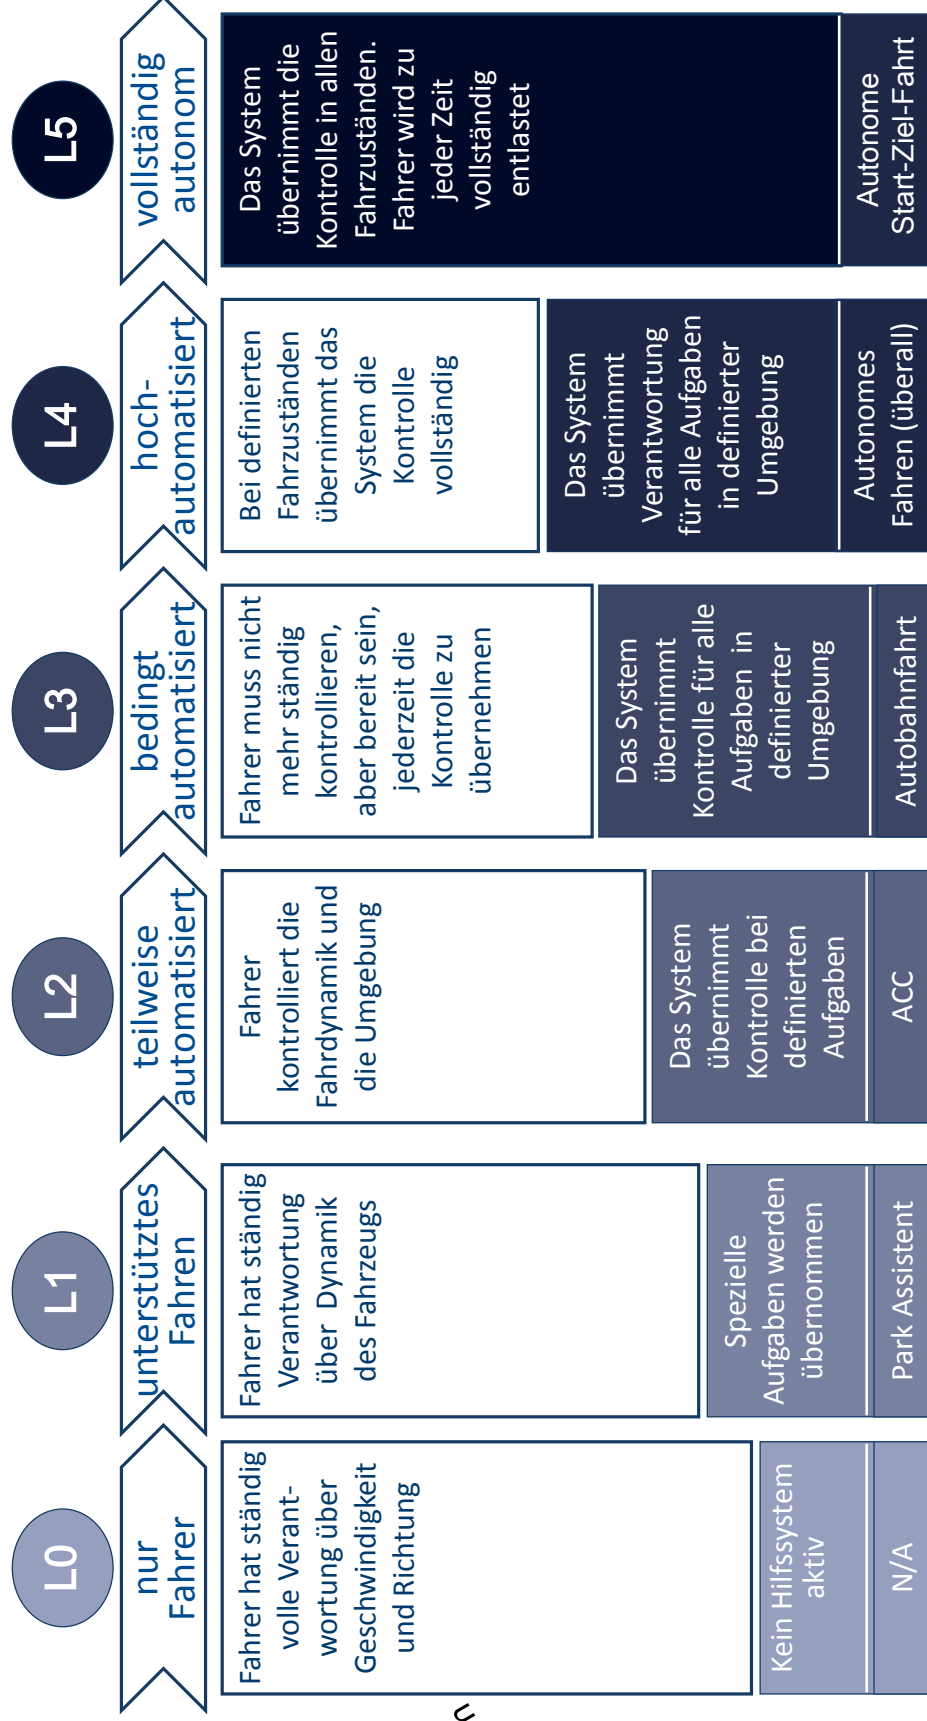 L0
L1
L2
L3
L4
L5
nur
Fahrer
unterstütztes
Fahren
teilweise
automatisiert
bedingt
automatisiert
hoch-
automatisiert
vollständig
autonom
Fahrer hat ständig
volle Verant-
wortung über
Geschwindigkeit
und Richtung
Fahrer hat ständig
Verantwortung
über Dynamik
des Fahrzeugs
Fahrer
kontrolliert die
Fahrdynamik und
die Umgebung
Fahrer muss nicht
mehr ständig
kontrollieren,
aber bereit sein,
jederzeit die
Kontrolle zu
übernehmen
Bei definierten
Fahrzuständen
übernimmt das
System die
Kontrolle
vollständig
Das System
übernimmt die
Kontrolle in allen
Fahrzuständen.
Fahrer wird zu
jeder Zeit
vollständig
entlastet
Kein Hilfssystem
aktiv
Spezielle
Aufgaben werden
übernommen
Das System
übernimmt
Kontrolle bei
definierten
Aufgaben
Das System
übernimmt
Kontrolle für alle
Aufgaben in
definierter
Umgebung
Das System
übernimmt
Verantwortung
für alle Aufgaben
in definierter
Umgebung
N/A
Park Assistent
ACC
Autobahnfahrt
Autonomes
Fahren (überall)
Autonome
Start-Ziel-Fahrt